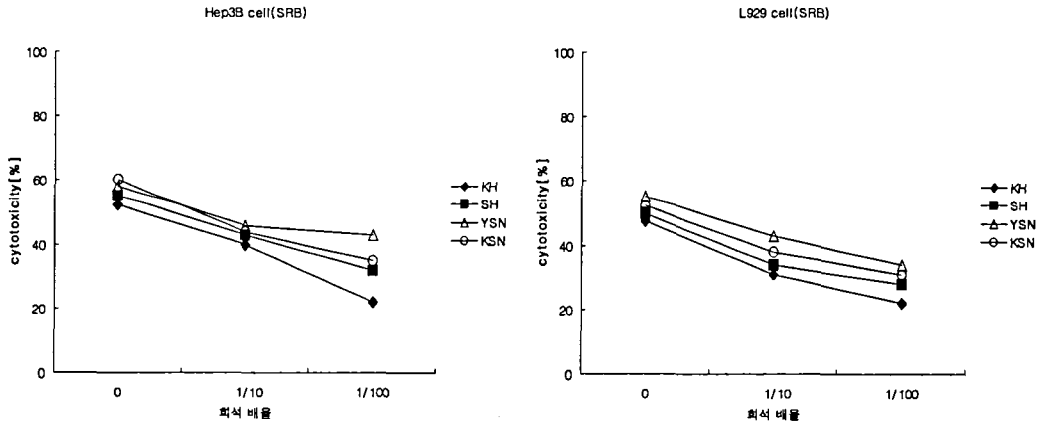 Hep3B cell(SRB)
100
80
60
40
20
0
cytotoxicity[%]
0
1/10
1/100
희석 배율
KH
SH
YSN
KSN
L929 cell(SRB)
100
80
60
40
20
0
cytotoxicity[%]
0
1/10
1/100
희석 배율
KH
SH
YSN
KSN